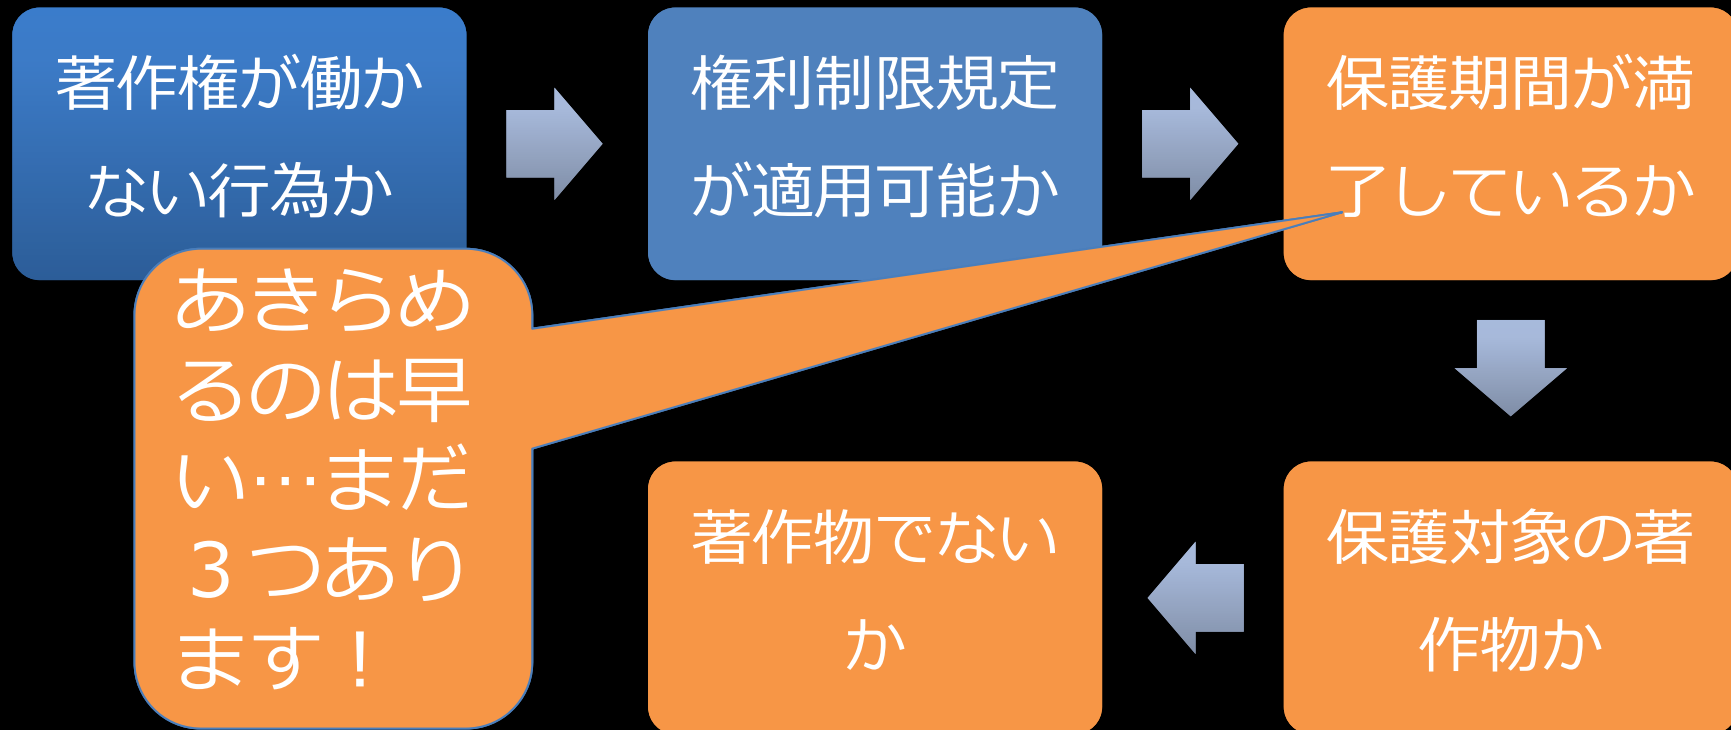 著作権が働か
ない行為か
権利制限規定
が適用可能か
保護期間が満
了しているか
あきらめ
るのは早
い…まだ
３つあり
ます！
保護対象の著
作物か
著作物でない
か